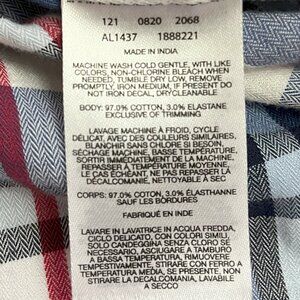 121 0820 2068
AL1437 1888221
MADE IN INDIA
MACHINE WASH COLD GENTLE, WITH LIKE
COLORS, NON-CHLORINE BLEACH WHEN
NEEDED, TUMBLE DRY LOW, REMOVE
PROMPTLY, IRON MEDIUM, IF PRESENT DO
NOT IRON DECAL, DRYCLEANABLE
BODY: 97.0% COTTON, 3.0% ELASTANE
EXCLUSIVE OF TRIMMING
LAVAGE MACHINE À FROID, CYCLE
DÉLICAT, AVEC DES COULEURS SIMILAIRES,
BLANCHIR SANS CHLORE SI NÉCESSAIRE,
SÉCHAGE MACHINE, BASSE TEMPÉRATURE,
SORTIR IMMÉDIATEMENT DE LA MACHINE,
REPASSER À TEMPÉRATURE MOYENNE,
LE CAS ÉCHÉANT, NE PAS REPASSER LA
DÉCALCOMANIE, NETTOYABLE À SEC
CORPS: 97.0% COTON, 3.0% ÉLASTHANNE
SAUF LES BORDURES
FABRIQUÉ EN INDE
LAVARE IN LAVATRICE IN ACQUA FREDDA,
CICLO DELICATO, CON COLORI SIMILI,
SOLO CANDEGGINA SENZA CLORO SE
NECESSARIO, ASCIUGARE A TAMBURO
A BASSA TEMPERATURA, RIMUOVERE
TEMPESTIVAMENTE, STIRARE CON FERRO A
TEMPERATURA MEDIA, SE PRESENTE, NON
STIRARE LA DECALCOMANIA, LAVABILE
A SECCO